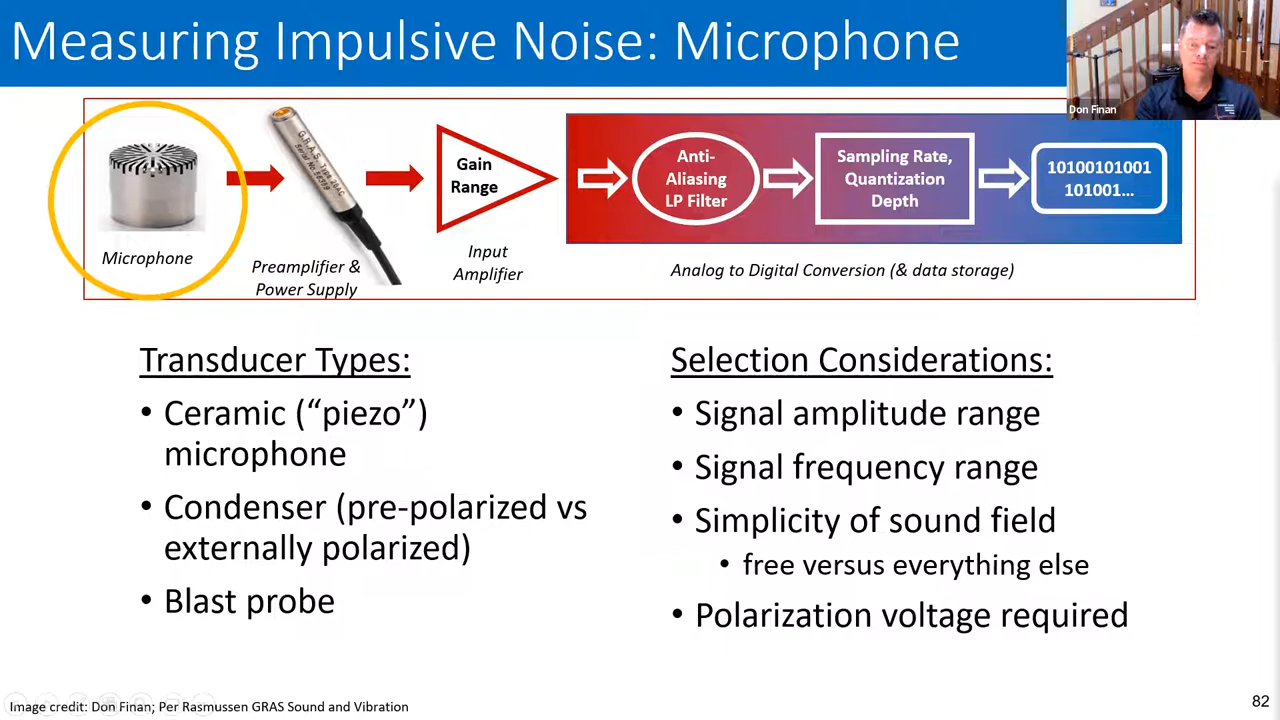 Measuring Impulsive Noise: Microphone
Don Finan
Microphone
Preamplifier &
Power Supply
Gain
Range
Input
Amplifier
Anti-
Aliasing
LP Filter
Sampling Rate,
Quantization
Depth
10100101001
101001...
Analog to Digital Conversion (& data storage)
Transducer Types:
• Ceramic (“piezo”)
microphone
• Condenser (pre-polarized vs
externally polarized)
• Blast probe
Selection Considerations:
• Signal amplitude range
• Signal frequency range
• Simplicity of sound field
• free versus everything else
• Polarization voltage required
Image credit: Don Finan; Per Rasmussen GRAS Sound and Vibration
82